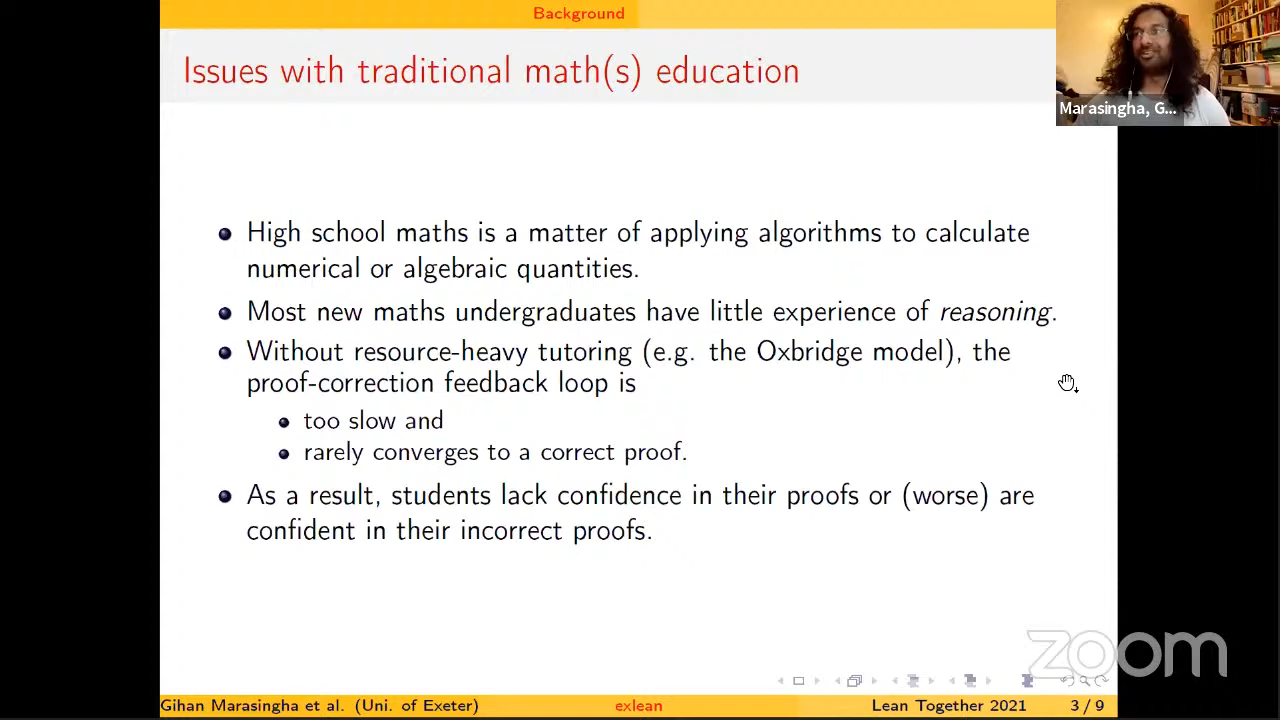 Background
Issues with traditional math(s) education
Marasingha, G...
High school maths is a matter of applying algorithms to calculate
numerical or algebraic quantities.
Most new maths undergraduates have little experience of reasoning.
Without resource-heavy tutoring (e.g. the Oxbridge model), the
proof-correction feedback loop is
too slow and
rarely converges to a correct proof.
As a result, students lack confidence in their proofs or (worse) are
confident in their incorrect proofs.
zoom
Gihan Marasingha et al. (Uni. of Exeter) exlean Lean Together 2021 3 / 9